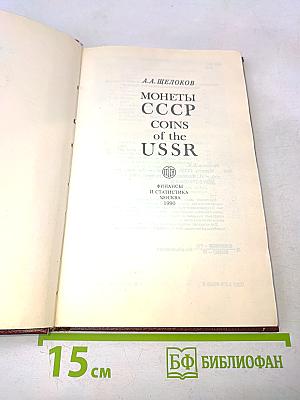 А.А. ЩЕЛОКОВ
МОНЕТЫ
СССР
COINS
of the
USSR
ФИНАНСЫ
И СТАТИСТИКА
МОСКВА
1990
15 см
БФ БИБЛИОФАН